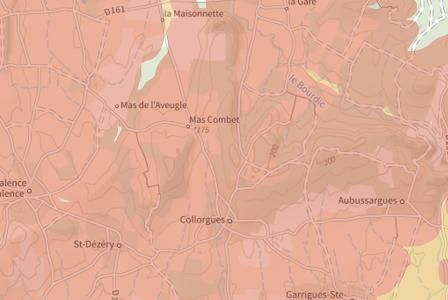 la Gare
D161
la Maisonnette
le Bourdic
Mas de l'Aveugle
Mas Combet
175
200
200
alence
alence
Aubussargues
Collorgues
St-Dézéry
D
Garrigues-Ste